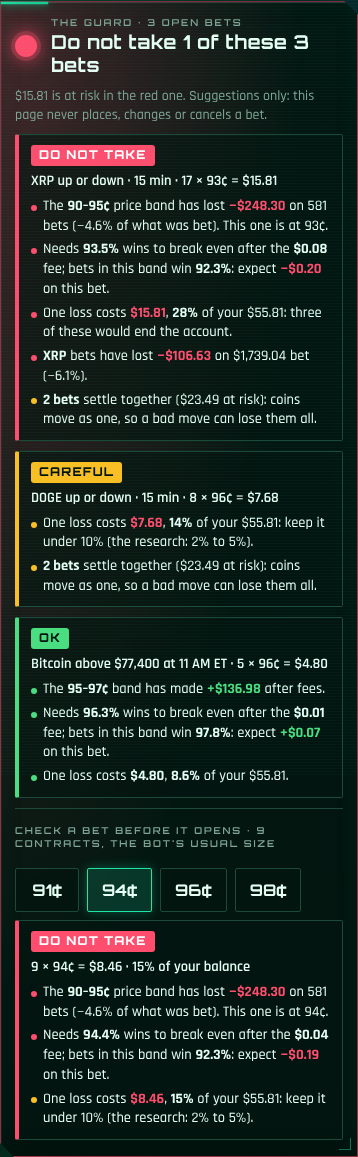 THE GUARD · 3 OPEN BETS
Do not take 1 of these 3
bets
$15.81 is at risk in the red one. Suggestions only: this
page never places, changes or cancels a bet.
DO NOT TAKE
XRP up or down · 15 min · 17 × 93¢ = $15.81
The 90-95¢ price band has lost −$248.30 on 581
bets (−4.6% of what was bet). This one is at 93¢.
Needs 93.5% wins to break even after the $0.08
fee; bets in this band win 92.3%: expect −$0.20
on this bet.
One loss costs $15.81, 28% of your $55.81: three
of these would end the account.
XRP bets have lost −$106.63 on $1,739.04 bet
(−6.1%).
2 bets settle together ($23.49 at risk): coins
move as one, so a bad move can lose them all.
CAREFUL
DOGE up or down · 15 min · 8 × 96¢ = $7.68
One loss costs $7.68, 14% of your $55.81: keep it
under 10% (the research: 2% to 5%).
2 bets settle together ($23.49 at risk): coins
move as one, so a bad move can lose them all.
OK
Bitcoin above $77,400 at 11 AM ET · 5 × 96¢ = $4.80
The 95-97¢ band has made +$136.98 after fees.
Needs 96.3% wins to break even after the $0.01
fee; bets in this band win 97.8%: expect +$0.07
on this bet.
One loss costs $4.80, 8.6% of your $55.81.
CHECK A BET BEFORE IT OPENS · 9
CONTRACTS, THE BOT'S USUAL SIZE
91¢ 94¢ 96¢ 98¢
DO NOT TAKE
9 × 94¢ = $8.46 · 15% of your balance
The 90-95¢ price band has lost −$248.30 on 581
bets (−4.6% of what was bet). This one is at 94¢.
Needs 94.4% wins to break even after the $0.04
fee; bets in this band win 92.3%: expect −$0.19
on this bet.
One loss costs $8.46, 15% of your $55.81: keep it
under 10% (the research: 2% to 5%).